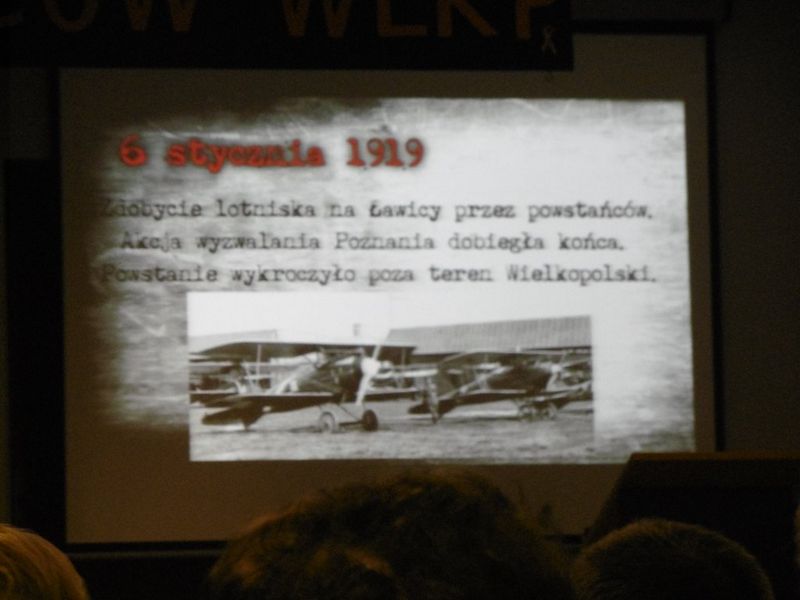 WLKP
6 stycznia 1919
Zdobycie lotniska na Ławicy przez powstańców.
Akcja wyzwalania Poznania dobiegła końca.
Powstanie wykroczyło poza teren Wielkopolski.